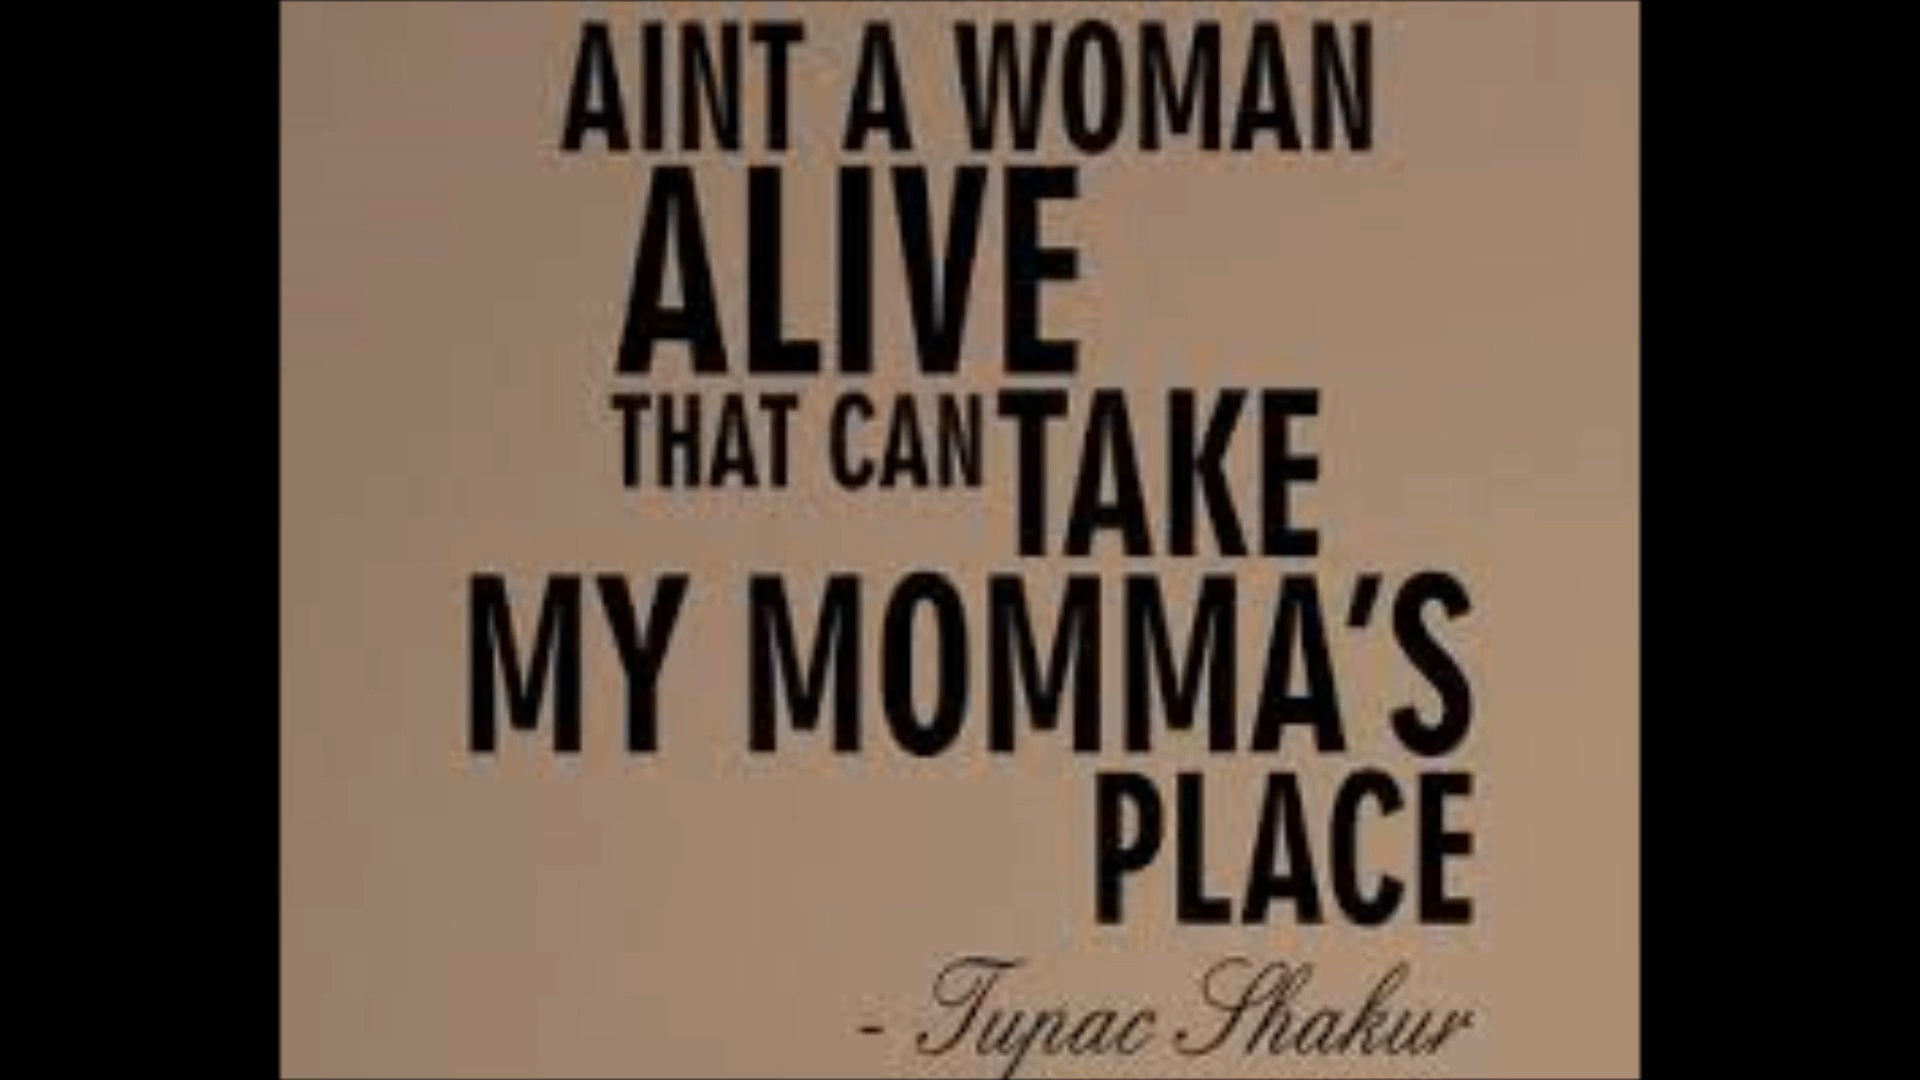 AINT A WOMAN
ALIVE
THAT CAN TAKE
MY MOMMA'S
PLACE
- Tupac Shakur